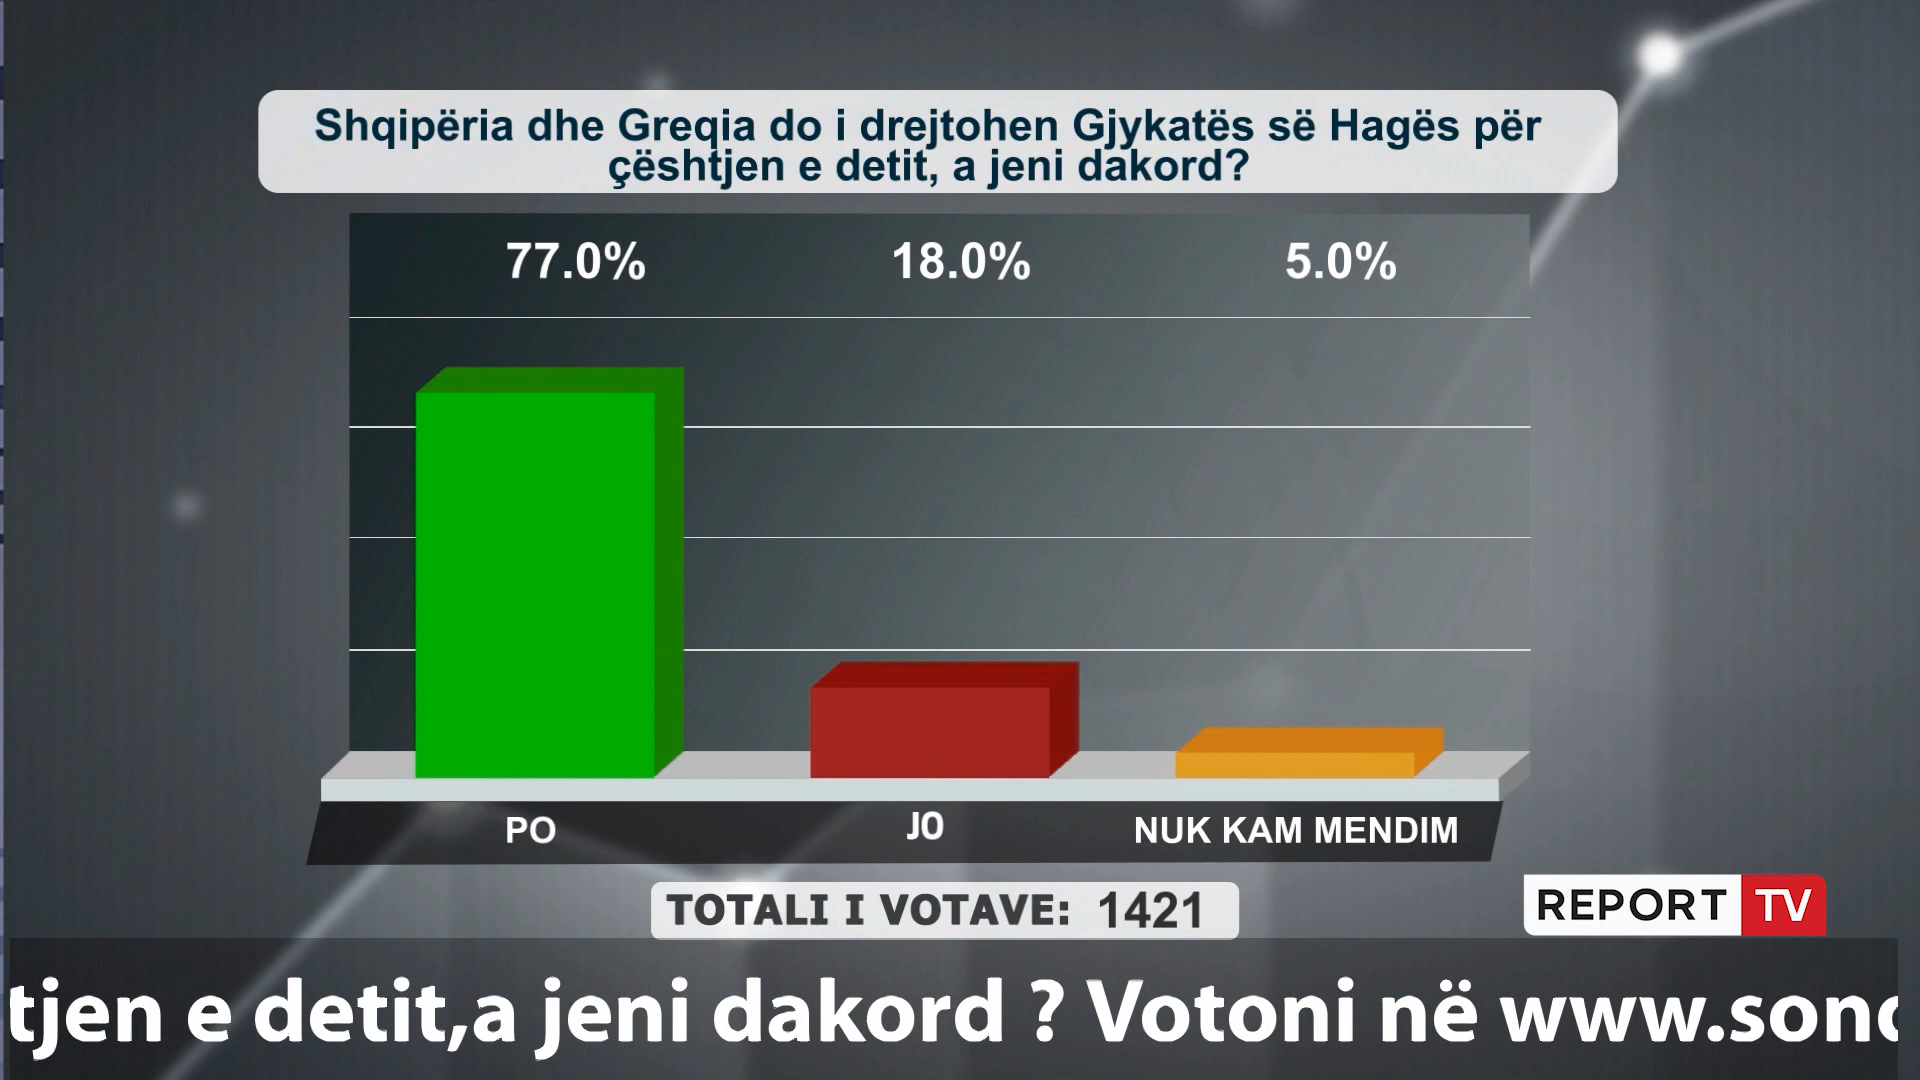 Shqipëria dhe Greqia do i drejtohen Gjykatës së Hagës për
çështjen e detit, a jeni dakord?
77.0% 18.0% 5.0%
PO JO NUK KAM MENDIM
TOTALI I VOTAVE: 1421
REPORT TV
tjen e detit,a jeni dakord ? Votoni në www.sond